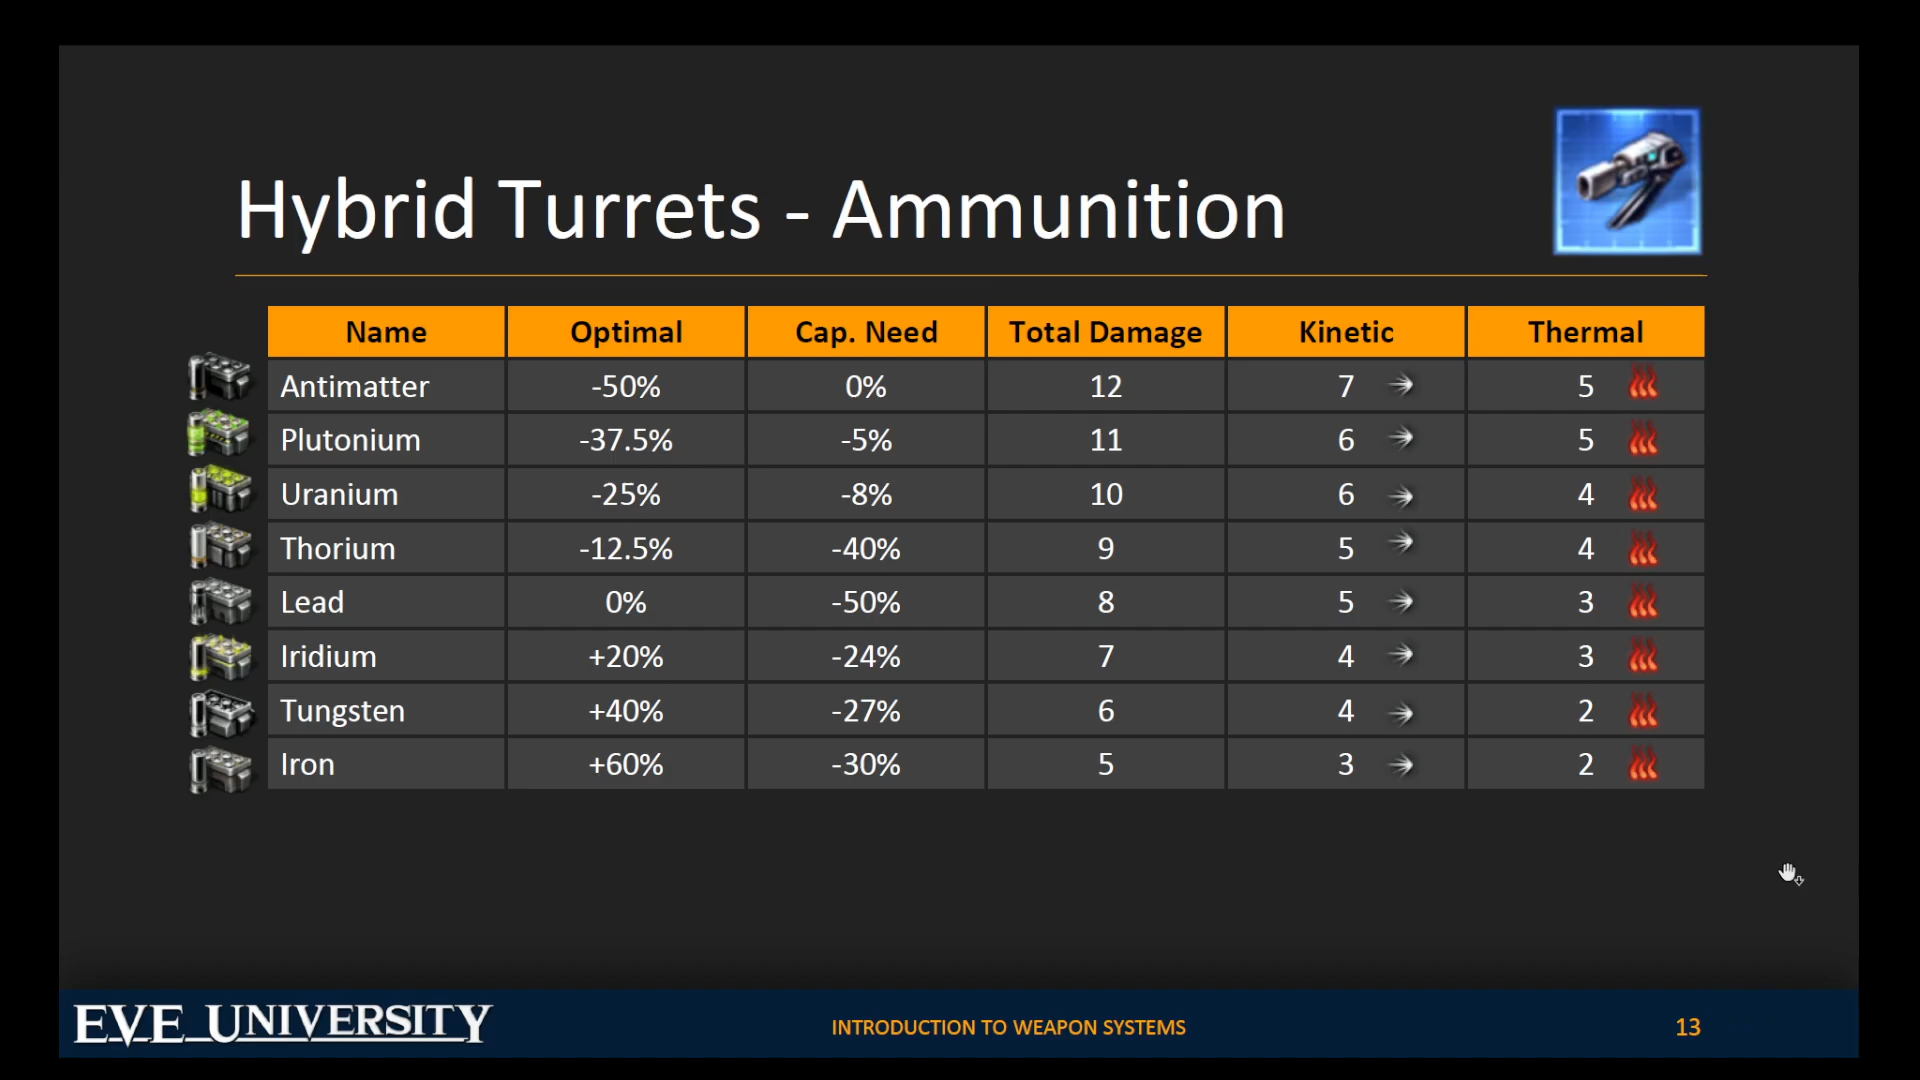 Hybrid Turrets - Ammunition
Name Optimal Cap. Need Total Damage Kinetic Thermal
Antimatter -50% 0% 12 7 5
Plutonium -37.5% -5% 11 6 5
Uranium -25% -8% 10 6 4
Thorium -12.5% -40% 9 5 4
Lead 0% -50% 8 5 3
Iridium +20% -24% 7 4 3
Tungsten +40% -27% 6 4 2
Iron +60% -30% 5 3 2
EVE UNIVERSITY INTRODUCTION TO WEAPON SYSTEMS 13